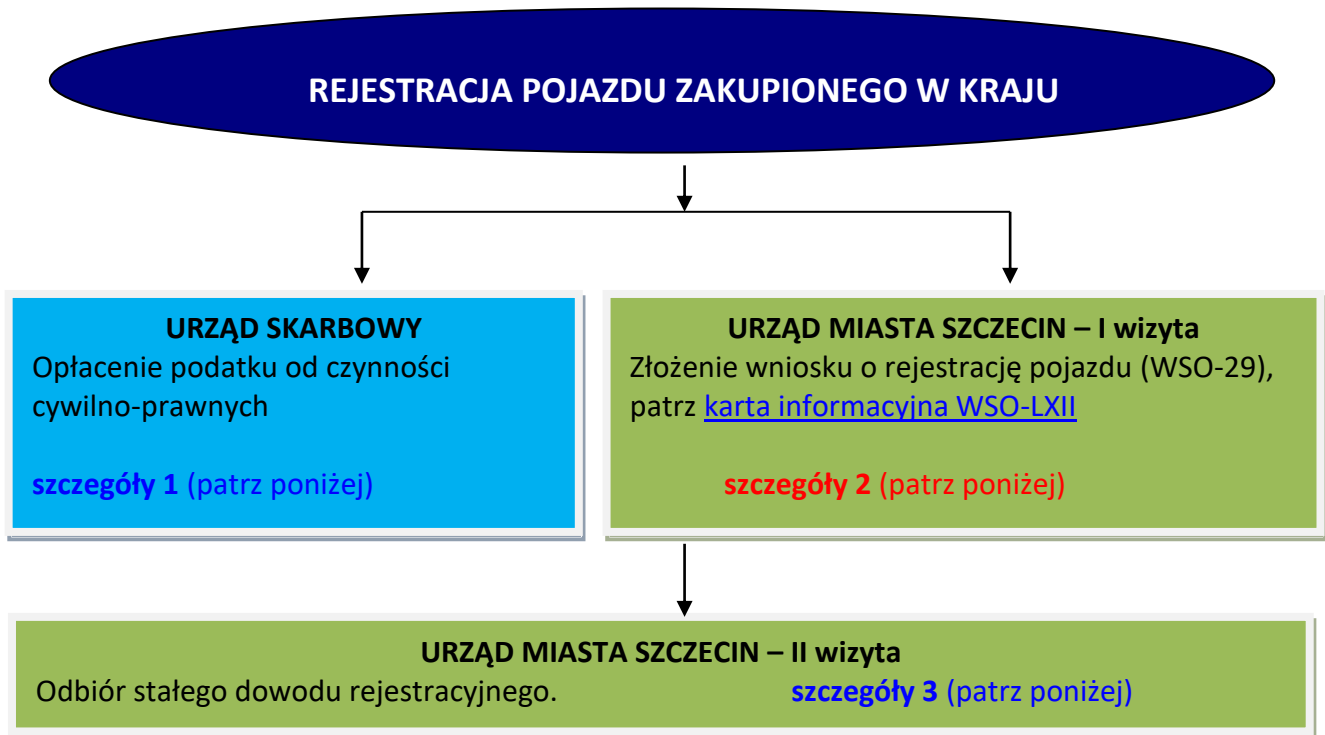 REJESTRACJA POJAZDU ZAKUPIONEGO W KRAJU
URZĄD SKARBOWY
Opłacenie podatku od czynności
cywilno-prawnych
szczegóły 1 (patrz poniżej)
URZĄD MIASTA SZCZECIN – I wizyta
Złożenie wniosku o rejestrację pojazdu (WSO-29),
patrz karta informacyjna WSO-LXII
szczegóły 2 (patrz poniżej)
URZĄD MIASTA SZCZECIN – II wizyta
Odbiór stałego dowodu rejestracyjnego. szczegóły 3 (patrz poniżej)